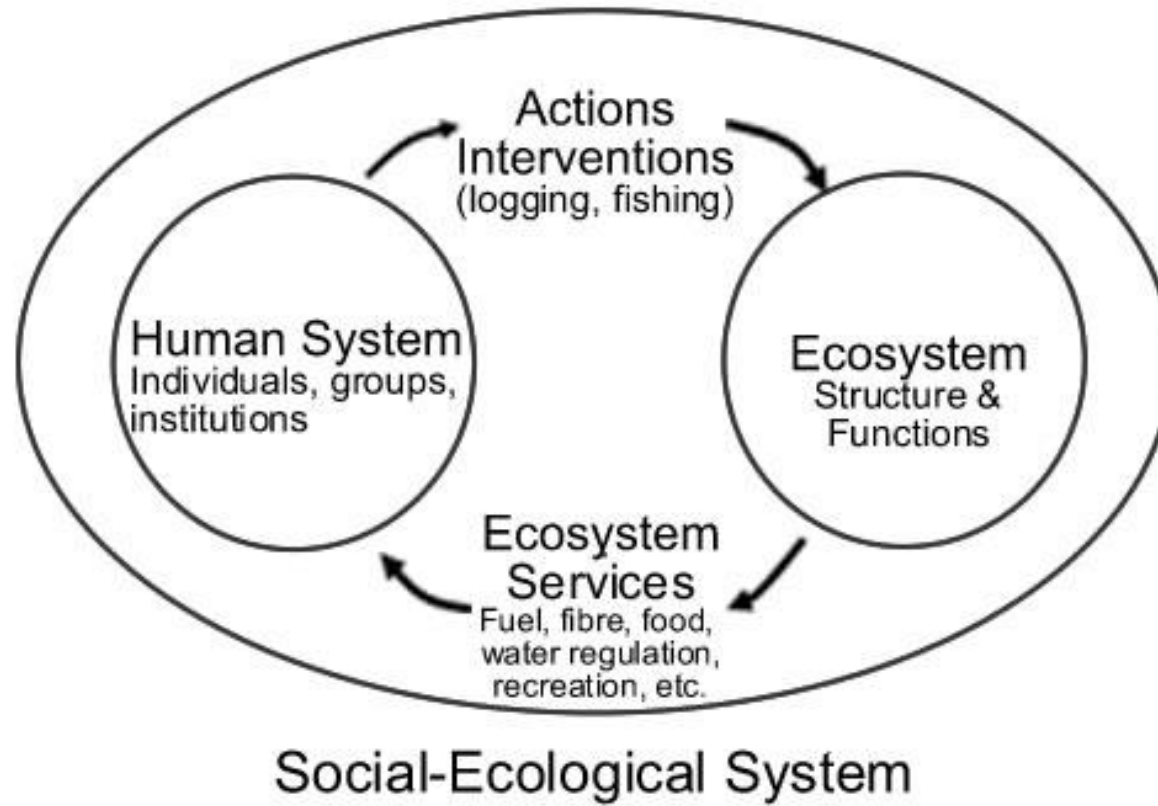 Actions
Interventions
(logging, fishing)
Human System
Individuals, groups,
institutions
Ecosystem
Structure &
Functions
Ecosystem
Services
Fuel, fibre, food,
water regulation,
recreation, etc.
Social-Ecological System